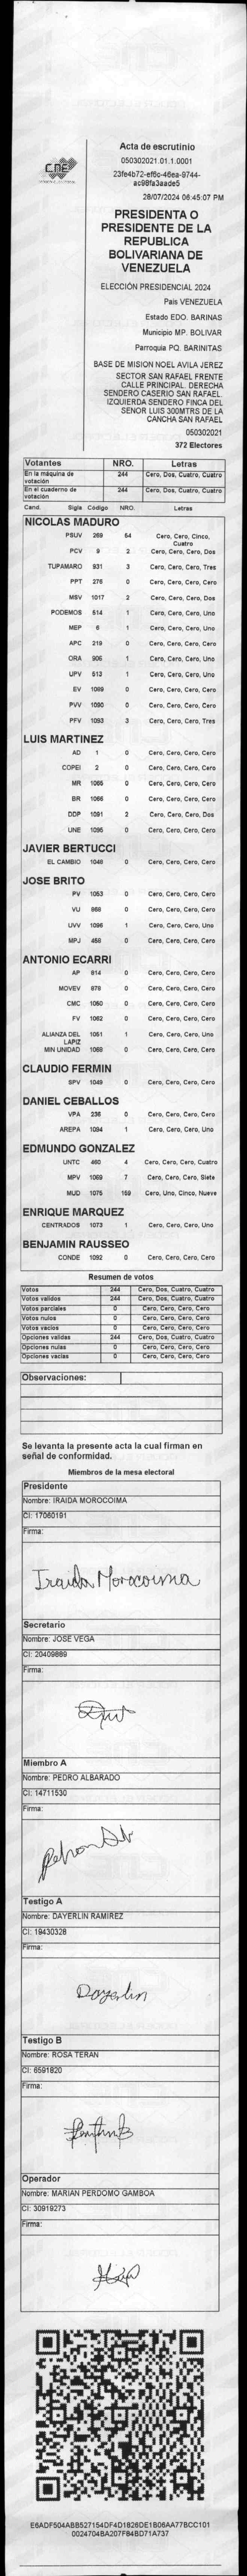 CNE
Acta de escrutinio
050302021.01.1.0001
23fe4b72-ef6c-46ea-9744-
ac98fa3aade5
28/07/2024 06:45:07 PM
PRESIDENTA O
PRESIDENTE DE LA
REPUBLICA
BOLIVARIANA DE
VENEZUELA
ELECCIÓN PRESIDENCIAL 2024
País VENEZUELA
Estado EDO. BARINAS
Municipio MP. BOLIVAR
Parroquia PQ. BARINITAS
BASE DE MISION NOEL AVILA JEREZ
SECTOR SAN RAFAEL FRENTE
CALLE PRINCIPAL. DERECHA
SENDERO CASERIO SAN RAFAEL.
IZQUIERDA SENDERO FINCA DEL
SENOR LUIS 300MTRS DE LA
CANCHA SAN RAFAEL
050302021
372 Electores
Votantes NRO. Letras
En la máquina de votación 244 Cero, Dos, Cuatro, Cuatro
En el cuaderno de votación 244 Cero, Dos, Cuatro, Cuatro
Cand. Sigla Código NRO. Letras
NICOLAS MADURO
PSUV 269 54 Cero, Cero, Cinco, Cuatro
PCV 9 2 Cero, Cero, Cero, Dos
TUPAMARO 931 3 Cero, Cero, Cero, Tres
PPT 276 0 Cero, Cero, Cero, Cero
MSV 1017 2 Cero, Cero, Cero, Dos
PODEMOS 514 1 Cero, Cero, Cero, Uno
MEP 6 1 Cero, Cero, Cero, Uno
APC 219 0 Cero, Cero, Cero, Cero
ORA 906 1 Cero, Cero, Cero, Uno
UPV 513 1 Cero, Cero, Cero, Uno
EV 1089 0 Cero, Cero, Cero, Cero
PVV 1090 0 Cero, Cero, Cero, Cero
PFV 1093 3 Cero, Cero, Cero, Tres
LUIS MARTINEZ
AD 1 0 Cero, Cero, Cero, Cero
COPEI 2 0 Cero, Cero, Cero, Cero
MR 1065 0 Cero, Cero, Cero, Cero
BR 1066 0 Cero, Cero, Cero, Cero
DDP 1091 2 Cero, Cero, Cero, Dos
UNE 1095 0 Cero, Cero, Cero, Cero
JAVIER BERTUCCI
EL CAMBIO 1048 0 Cero, Cero, Cero, Cero
JOSE BRITO
PV 1053 0 Cero, Cero, Cero, Cero
VU 868 0 Cero, Cero, Cero, Cero
UVV 1096 1 Cero, Cero, Cero, Uno
MPJ 458 0 Cero, Cero, Cero, Cero
ANTONIO ECARRI
AP 814 0 Cero, Cero, Cero, Cero
MOVEV 878 0 Cero, Cero, Cero, Cero
CMC 1050 0 Cero, Cero, Cero, Cero
FV 1062 0 Cero, Cero, Cero, Cero
ALIANZA DEL LAPIZ 1051 1 Cero, Cero, Cero, Uno
MIN UNIDAD 1068 0 Cero, Cero, Cero, Cero
CLAUDIO FERMIN
SPV 1049 0 Cero, Cero, Cero, Cero
DANIEL CEBALLOS
VPA 236 0 Cero, Cero, Cero, Cero
AREPA 1094 1 Cero, Cero, Cero, Uno
EDMUNDO GONZALEZ
UNTC 460 4 Cero, Cero, Cero, Cuatro
MPV 1069 7 Cero, Cero, Cero, Siete
MUD 1075 159 Cero, Uno, Cinco, Nueve
ENRIQUE MARQUEZ
CENTRADOS 1073 1 Cero, Cero, Cero, Uno
BENJAMIN RAUSSEO
CONDE 1092 0 Cero, Cero, Cero, Cero
Resumen de votos
Votos 244 Cero, Dos, Cuatro, Cuatro
Votos validos 244 Cero, Dos, Cuatro, Cuatro
Votos parciales 0 Cero, Cero, Cero, Cero
Votos nulos 0 Cero, Cero, Cero, Cero
Votos vacios 0 Cero, Cero, Cero, Cero
Opciones validas 244 Cero, Dos, Cuatro, Cuatro
Opciones nulas 0 Cero, Cero, Cero, Cero
Opciones vacias 0 Cero, Cero, Cero, Cero
Observaciones:
Se levanta la presente acta la cual firman en
señal de conformidad.
Miembros de la mesa electoral
Presidente
Nombre: IRAIDA MOROCOIMA
CI: 17060191
Firma:
Iraida Morocoima
Secretario
Nombre: JOSE VEGA
CI: 20409889
Firma:
Miembro A
Nombre: PEDRO ALBARADO
CI: 14711530
Firma:
Testigo A
Nombre: DAYERLIN RAMIREZ
CI: 19430328
Firma:
Dayerlin
Testigo B
Nombre: ROSA TERAN
CI: 6591820
Firma:
Operador
Nombre: MARIAN PERDOMO GAMBOA
CI: 30919273
Firma:
E6ADF504ABB527154DF4D1826DE1B06AA77BCC101
0024704BA207F84BD71A737